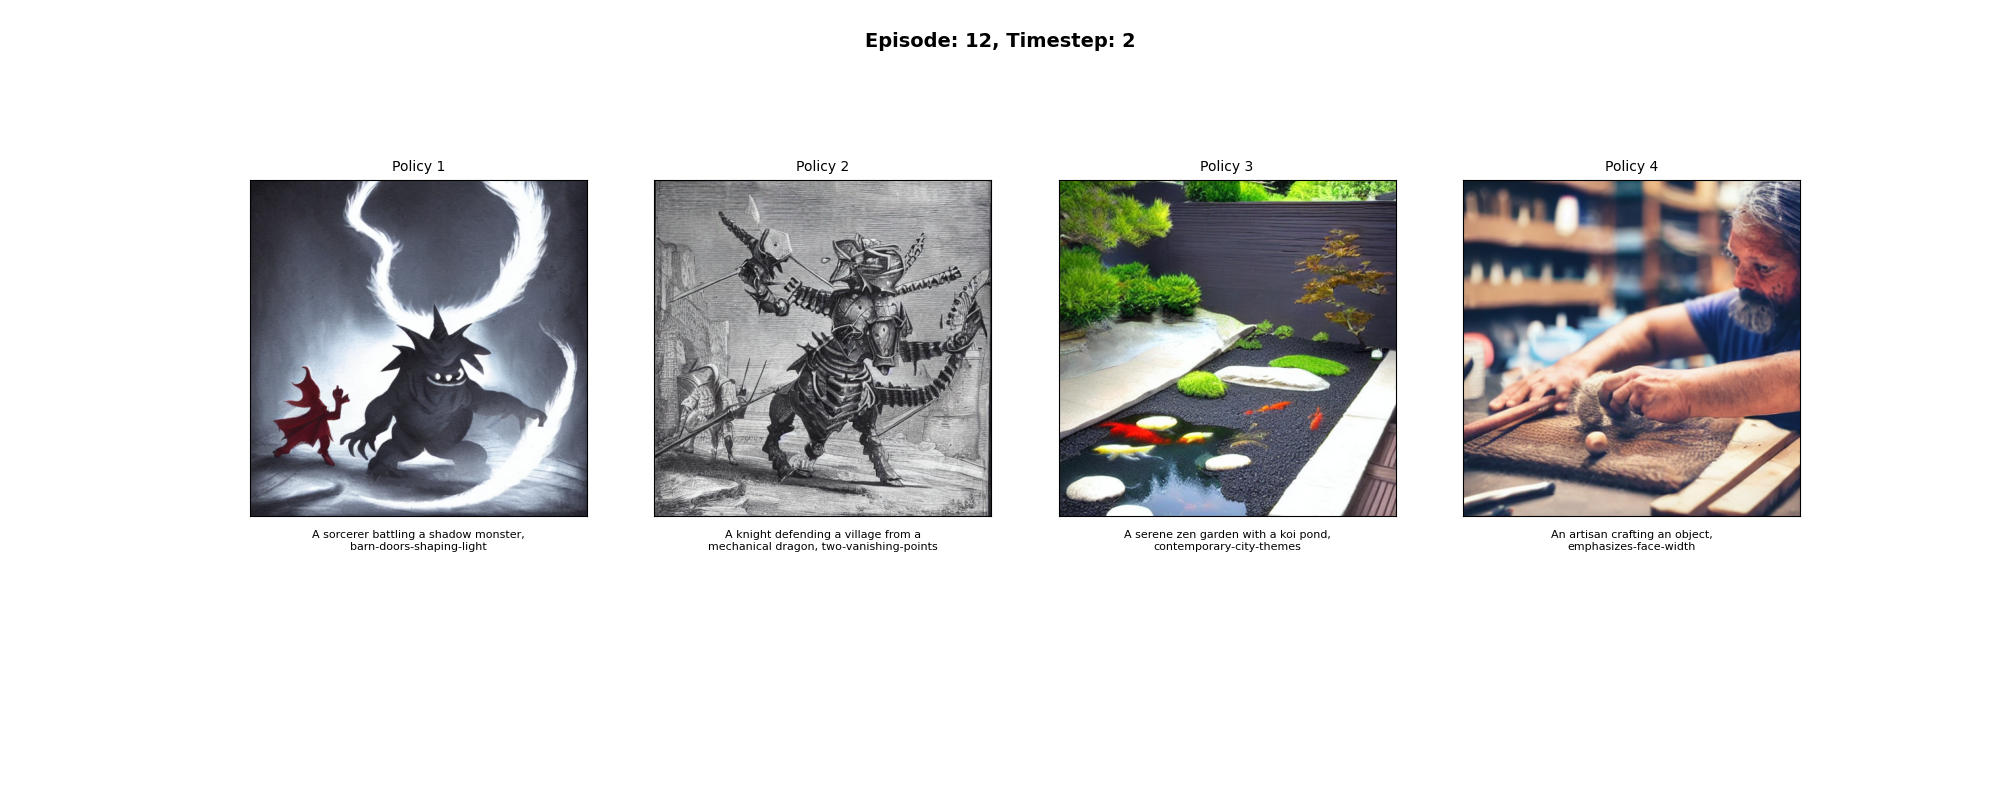 Episode: 12, Timestep: 2
Policy 1
Policy 2
Policy 3
Policy 4
A sorcerer battling a shadow monster,
barn-doors-shaping-light
A knight defending a village from a
mechanical dragon, two-vanishing-points
A serene zen garden with a koi pond,
contemporary-city-themes
An artisan crafting an object,
emphasizes-face-width